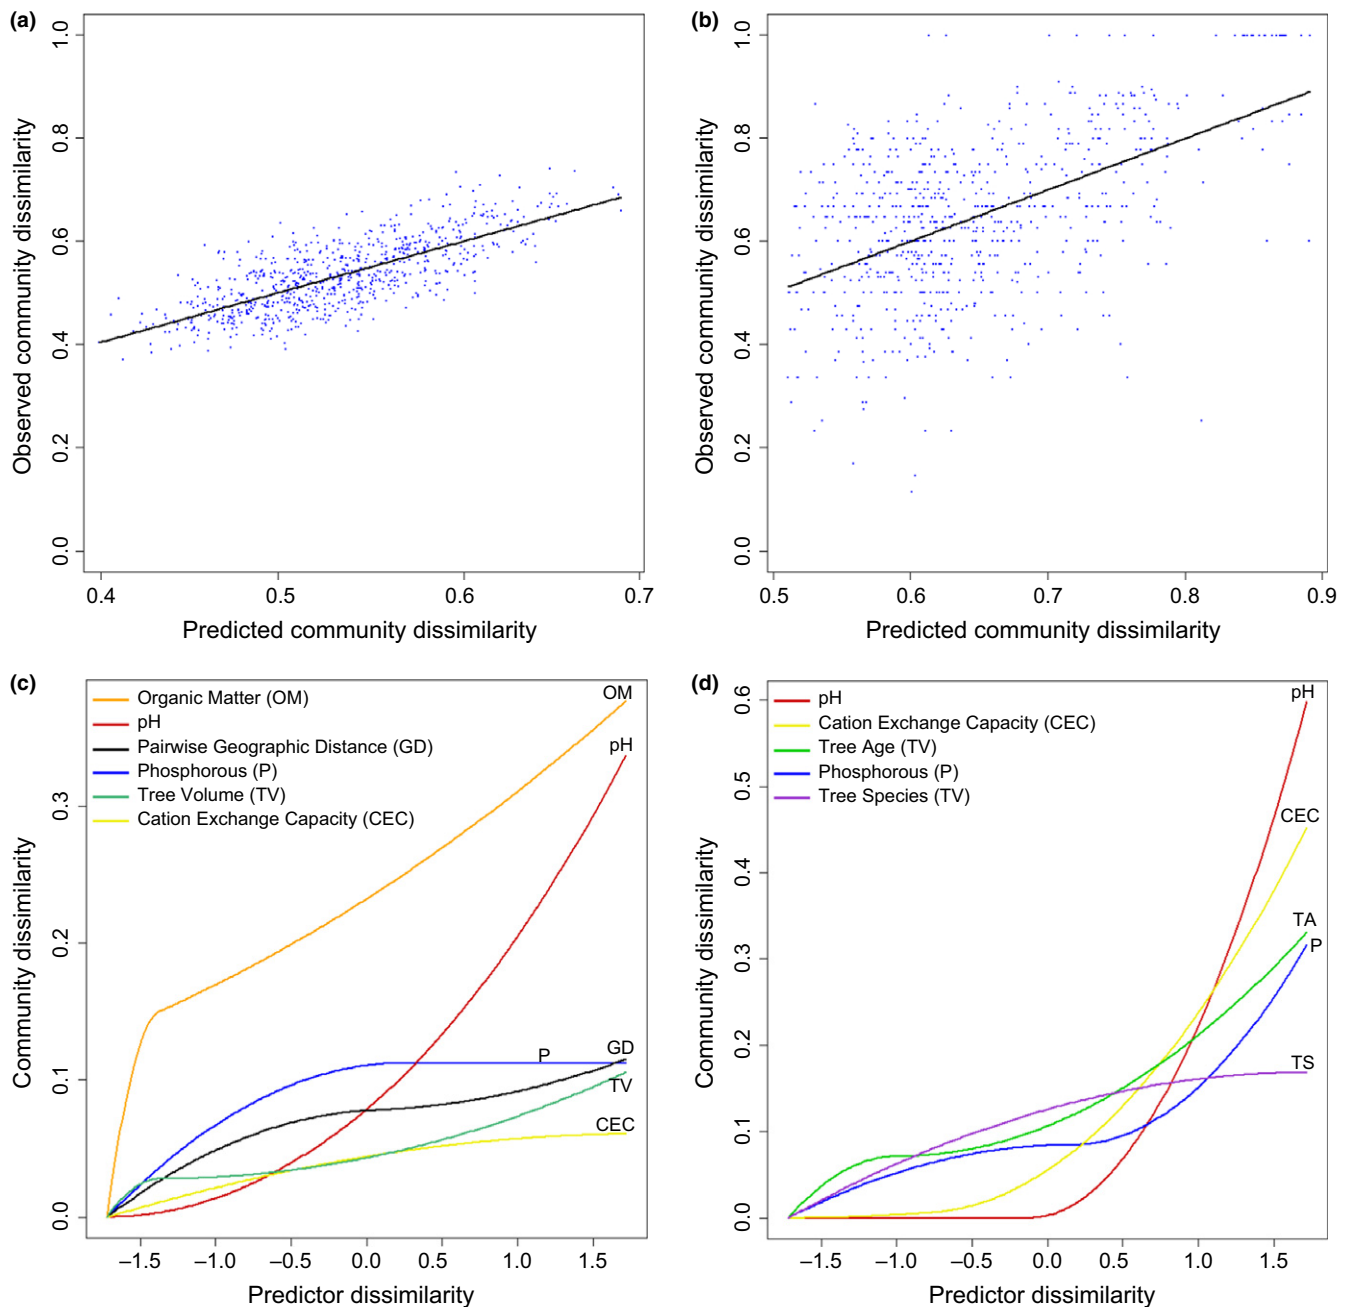 (a)
1.0
0.8
0.6
0.4
0.2
0.0
Observed community dissimilarity
0.4 0.5 0.6 0.7
Predicted community dissimilarity
(b)
1.0
0.8
0.6
0.4
0.2
0.0
Observed community dissimilarity
0.5 0.6 0.7 0.8 0.9
Predicted community dissimilarity
(c)
Organic Matter (OM)
pH
Pairwise Geographic Distance (GD)
Phosphorous (P)
Tree Volume (TV)
Cation Exchange Capacity (CEC)
OM
pH
P
GD
TV
CEC
0.3
0.2
0.1
0.0
Community dissimilarity
−1.5 −1.0 −0.5 0.0 0.5 1.0 1.5
Predictor dissimilarity
(d)
pH
Cation Exchange Capacity (CEC)
Tree Age (TV)
Phosphorous (P)
Tree Species (TV)
pH
CEC
TA
P
TS
0.6
0.5
0.4
0.3
0.2
0.1
0.0
Community dissimilarity
−1.5 −1.0 −0.5 0.0 0.5 1.0 1.5
Predictor dissimilarity